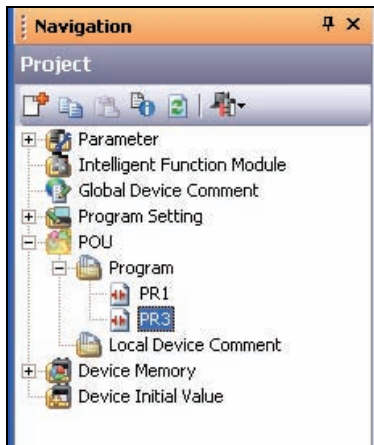 Navigation
Project
Parameter
Intelligent Function Module
Global Device Comment
Program Setting
POU
Program
PR1
PR3
Local Device Comment
Device Memory
Device Initial Value